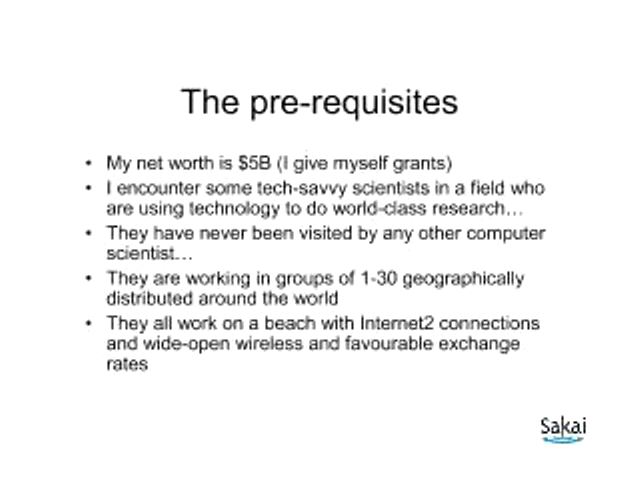 The pre-requisites
• My net worth is $5B (I give myself grants)
• I encounter some tech-savvy scientists in a field who
are using technology to do world-class research…
• They have never been visited by any other computer
scientist…
• They are working in groups of 1-30 geographically
distributed around the world
• They all work on a beach with Internet2 connections
and wide-open wireless and favourable exchange
rates
Sakai